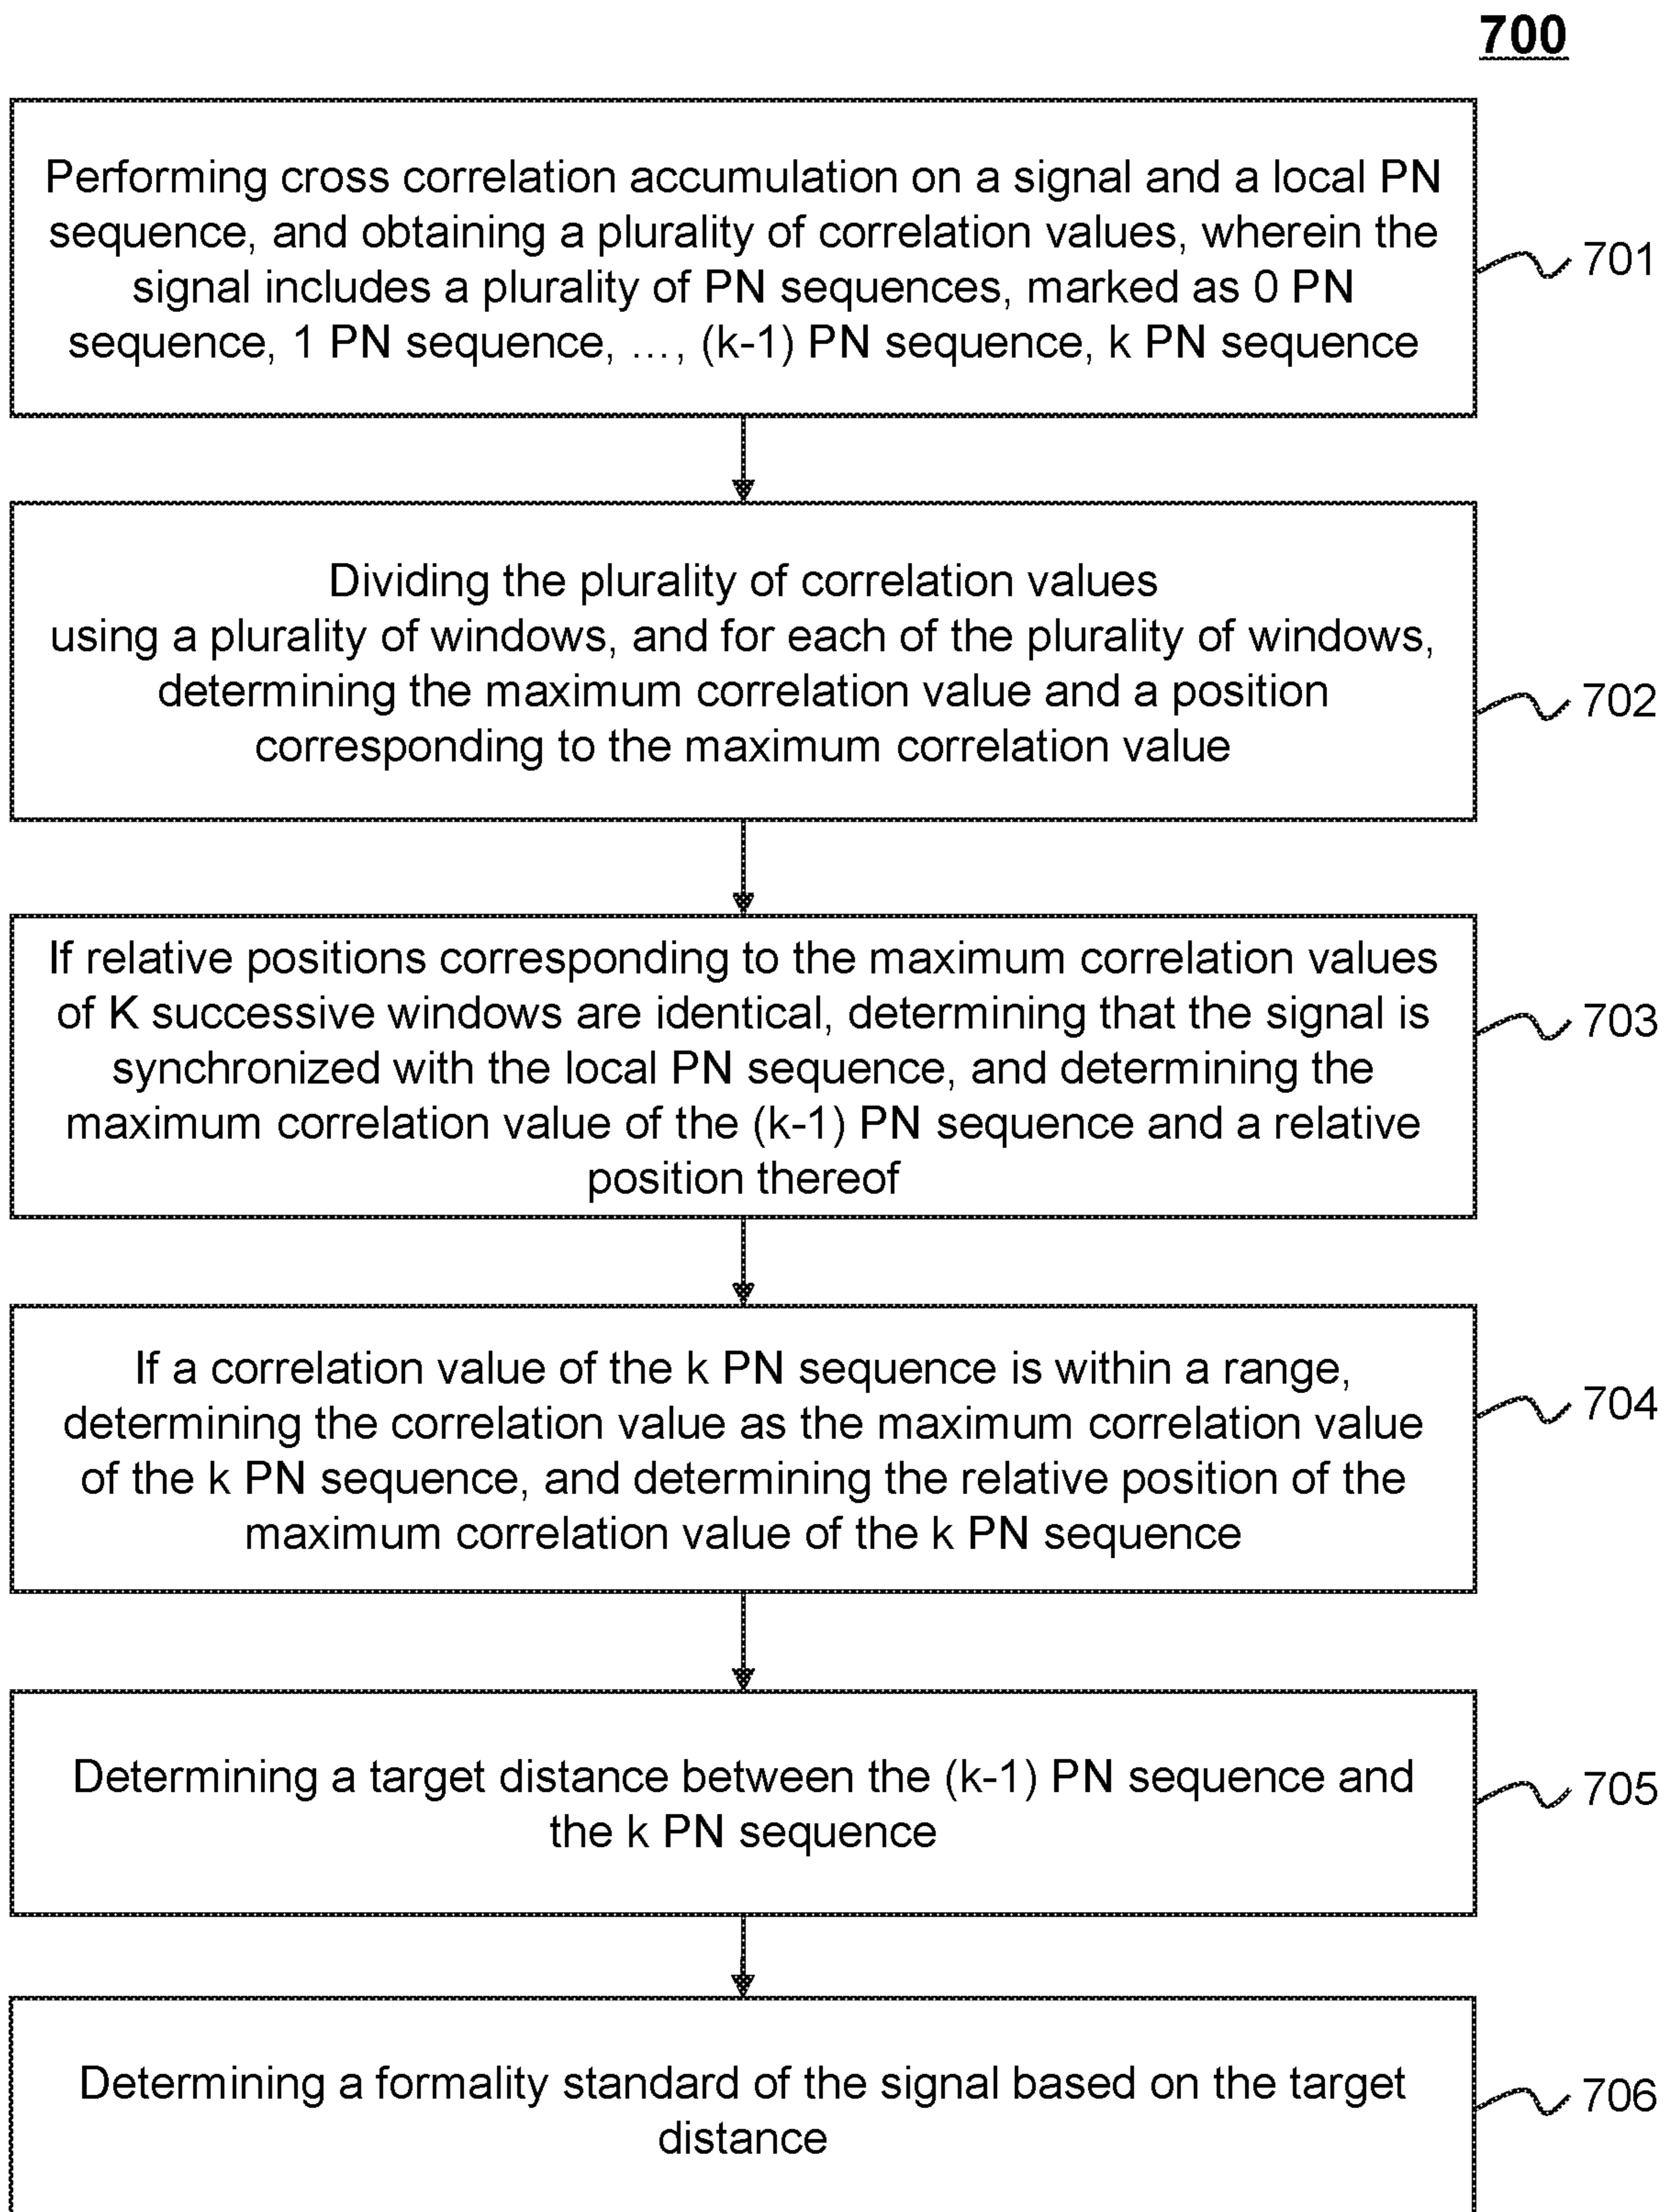 700
Performing cross correlation accumulation on a signal and a local PN
sequence, and obtaining a plurality of correlation values, wherein the
signal includes a plurality of PN sequences, marked as 0 PN
sequence, 1 PN sequence, …, (k-1) PN sequence, k PN sequence
701
Dividing the plurality of correlation values
using a plurality of windows, and for each of the plurality of windows,
determining the maximum correlation value and a position
corresponding to the maximum correlation value
702
If relative positions corresponding to the maximum correlation values
of K successive windows are identical, determining that the signal is
synchronized with the local PN sequence, and determining the
maximum correlation value of the (k-1) PN sequence and a relative
position thereof
703
If a correlation value of the k PN sequence is within a range,
determining the correlation value as the maximum correlation value
of the k PN sequence, and determining the relative position of the
maximum correlation value of the k PN sequence
704
Determining a target distance between the (k-1) PN sequence and
the k PN sequence
705
Determining a formality standard of the signal based on the target
distance
706